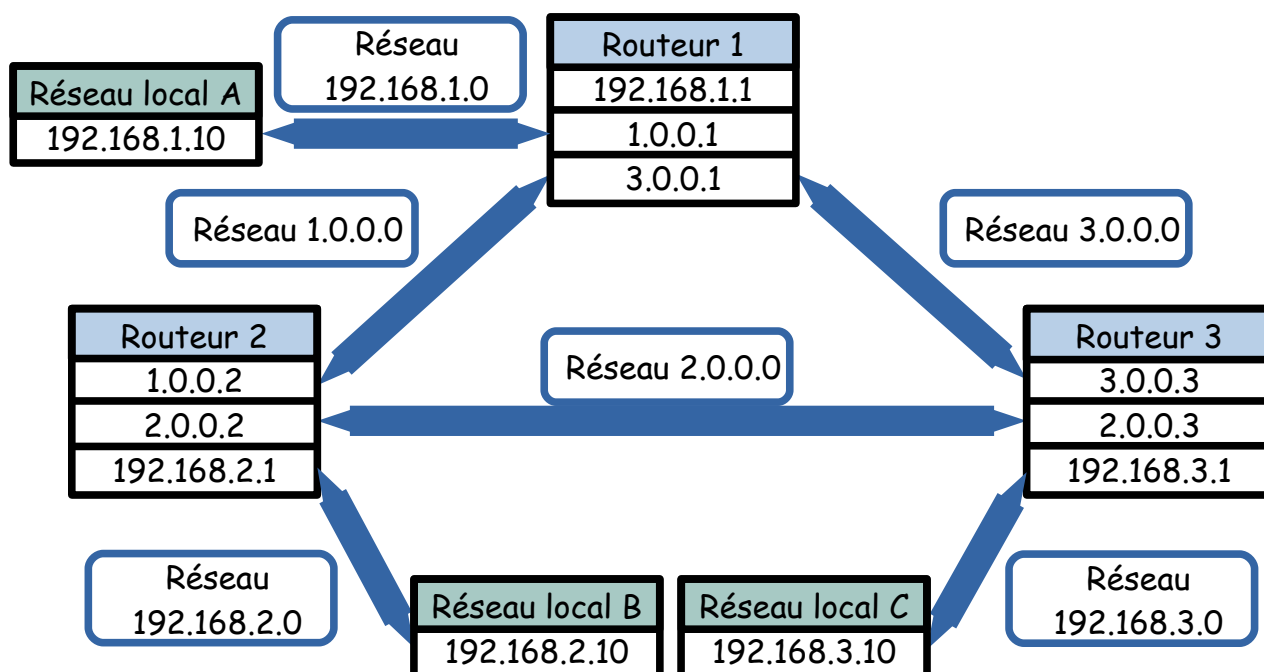 Réseau
192.168.1.0
Routeur 1
192.168.1.1
1.0.0.1
3.0.0.1
Réseau local A
192.168.1.10
Réseau 1.0.0.0
Réseau 3.0.0.0
Routeur 2
1.0.0.2
2.0.0.2
192.168.2.1
Réseau 2.0.0.0
Routeur 3
3.0.0.3
2.0.0.3
192.168.3.1
Réseau
192.168.2.0
Réseau local B
192.168.2.10
Réseau local C
192.168.3.10
Réseau
192.168.3.0